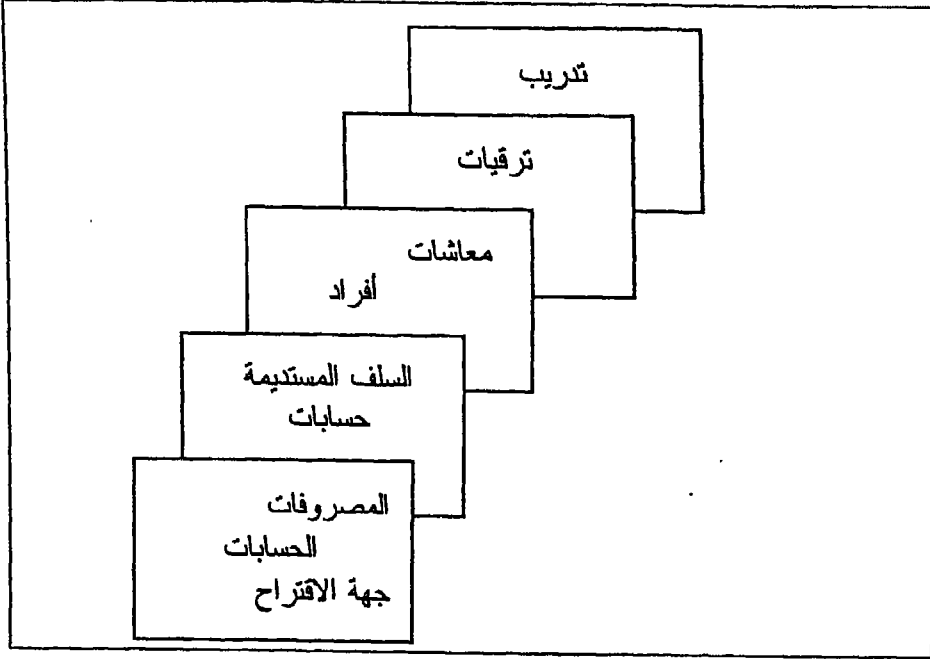 تدريب
ترقيات
معاشات
أفراد
السلف المستديمة
حسابات
المصروفات
الحسابات
جهة الاقتراح